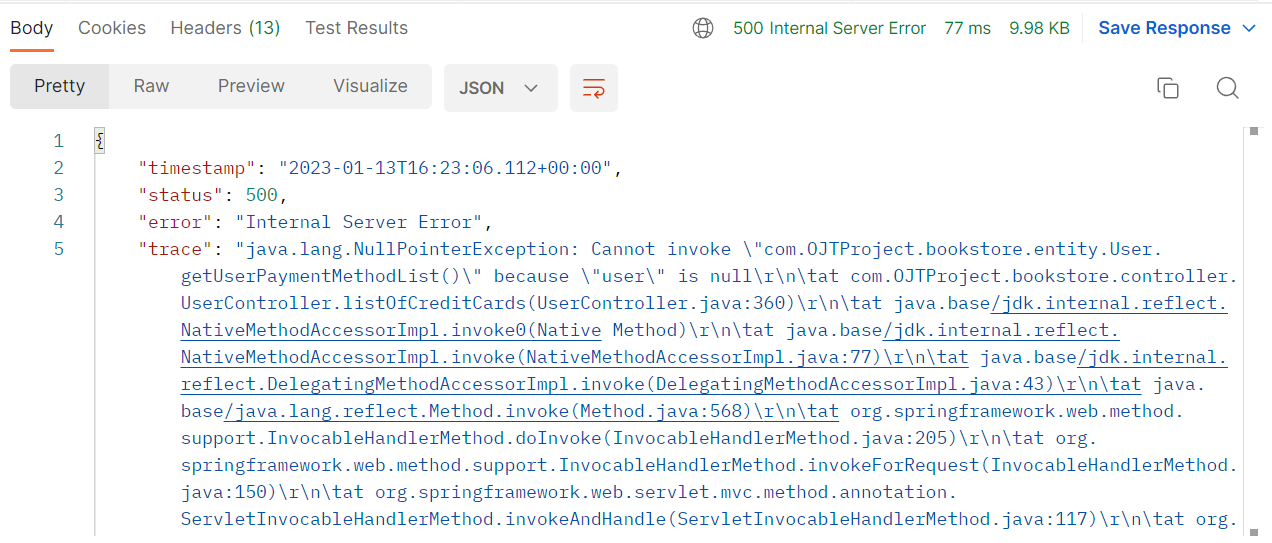 Body Cookies Headers (13) Test Results 500 Internal Server Error 77 ms 9.98 KB Save Response
Pretty Raw Preview Visualize JSON
1 {
2 "timestamp": "2023-01-13T16:23:06.112+00:00",
3 "status": 500,
4 "error": "Internal Server Error",
5 "trace": "java.lang.NullPointerException: Cannot invoke \"com.OJTProject.bookstore.entity.User.
getUserPaymentMethodList()\" because \"user\" is null\r\n\tat com.OJTProject.bookstore.controller.
UserController.listOfCreditCards(UserController.java:360)\r\n\tat java.base/jdk.internal.reflect.
NativeMethodAccessorImpl.invoke0(Native Method)\r\n\tat java.base/jdk.internal.reflect.
NativeMethodAccessorImpl.invoke(NativeMethodAccessorImpl.java:77)\r\n\tat java.base/jdk.internal.
reflect.DelegatingMethodAccessorImpl.invoke(DelegatingMethodAccessorImpl.java:43)\r\n\tat java.
base/java.lang.reflect.Method.invoke(Method.java:568)\r\n\tat org.springframework.web.method.
support.InvocableHandlerMethod.doInvoke(InvocableHandlerMethod.java:205)\r\n\tat org.
springframework.web.method.support.InvocableHandlerMethod.invokeForRequest(InvocableHandlerMethod.
java:150)\r\n\tat org.springframework.web.servlet.mvc.method.annotation.
ServletInvocableHandlerMethod.invokeAndHandle(ServletInvocableHandlerMethod.java:117)\r\n\tat org.